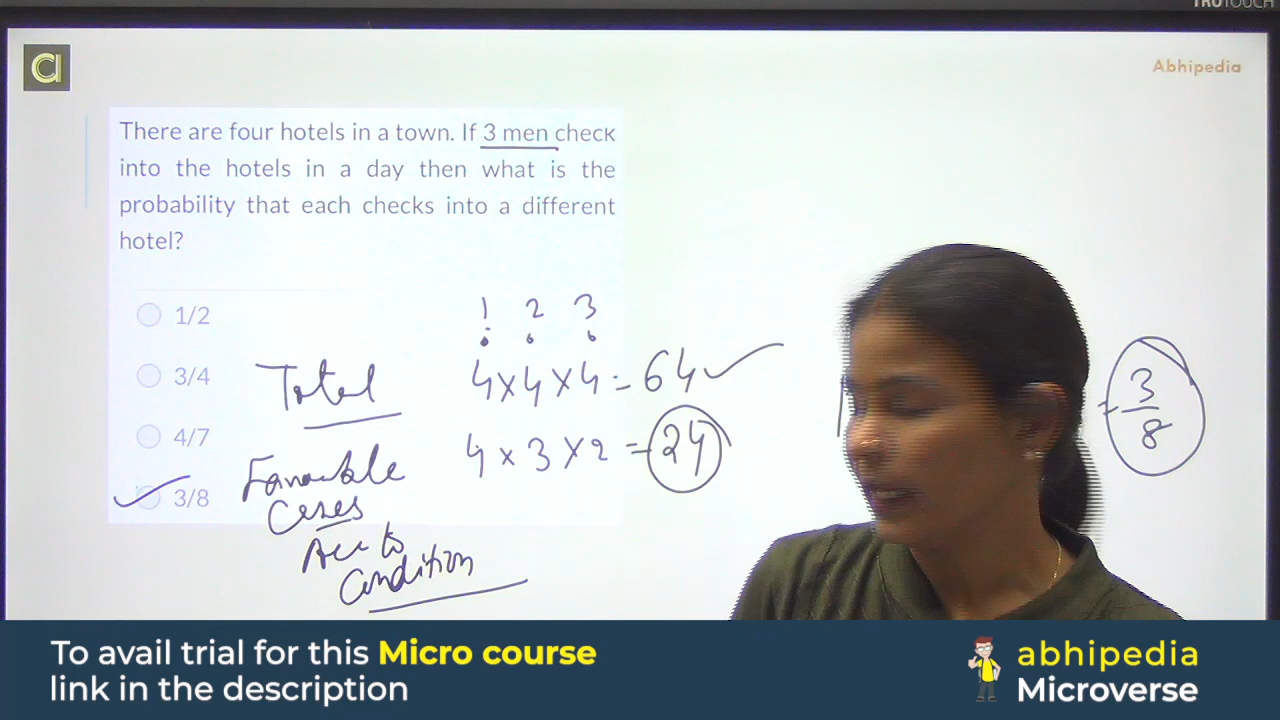 TRUTOUCH
Abhipedia
There are four hotels in a town. If 3 men check
into the hotels in a day then what is the
probability that each checks into a different
hotel?
1/2
3/4
4/7
3/8
1 2 3
Total 4 x 4 x 4 = 64
4 x 3 x 2 = 24
Favourable
Cases
Acc to
Condition
= 3/8
To avail trial for this Micro course
link in the description
abhipedia
Microverse